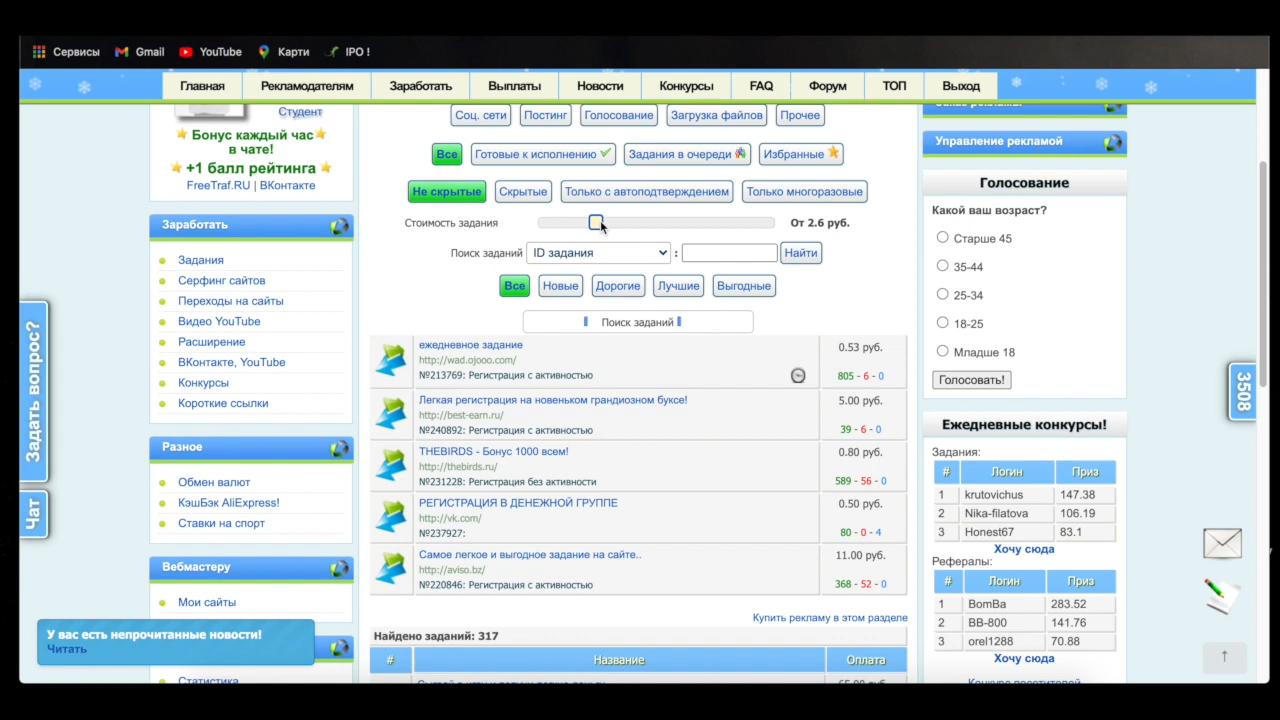 Сервисы Gmail YouTube Карти IPO !
Главная Рекламодателям Заработать Выплаты Новости Конкурсы FAQ Форум ТОП Выход
Студент
Бонус каждый час
в чате!
+1 балл рейтинга
FreeTraf.RU | ВКонтакте
Заработать
Задания
Серфинг сайтов
Переходы на сайты
Видео YouTube
Расширение
ВКонтакте, YouTube
Конкурсы
Короткие ссылки
Разное
Обмен валют
КэшБэк AliExpress!
Ставки на спорт
Вебмастеру
Мои сайты
У вас есть непрочитанные новости!
Читать
Статистика
Задать вопрос?
Чат
Соц. сети Постинг Голосование Загрузка файлов Прочее
Все Готовые к исполнению Задания в очереди Избранные
Не скрытые Скрытые Только с автоподтверждением Только многоразовые
Стоимость задания От 2.6 руб.
Поиск заданий ID задания : Найти
Все Новые Дорогие Лучшие Выгодные
Поиск заданий
ежедневное задание 0.53 руб.
http://wad.ojooo.com/
№213769: Регистрация с активностью 805 - 6 - 0
Легкая регистрация на новеньком грандиозном буксе! 5.00 руб.
http://best-earn.ru/
№240892: Регистрация с активностью 39 - 6 - 0
THEBIRDS - Бонус 1000 всем! 0.80 руб.
http://thebirds.ru/
№231228: Регистрация без активности 589 - 56 - 0
РЕГИСТРАЦИЯ В ДЕНЕЖНОЙ ГРУППЕ 0.50 руб.
http://vk.com/
№237927: 80 - 0 - 4
Самое легкое и выгодное задание на сайте.. 11.00 руб.
http://aviso.bz/
№220846: Регистрация с активностью 368 - 52 - 0
Купить рекламу в этом разделе
Найдено заданий: 317
# Название Оплата
Управление рекламой
Голосование
Какой ваш возраст?
Старше 45
35-44
25-34
18-25
Младше 18
Голосовать!
3508
Ежедневные конкурсы!
Задания:
# Логин Приз
1 krutovichus 147.38
2 Nika-filatova 106.19
3 Honest67 83.1
Хочу сюда
Рефералы:
# Логин Приз
1 BomBa 283.52
2 BB-800 141.76
3 orel1288 70.88
Хочу сюда
Конкурс посетителей